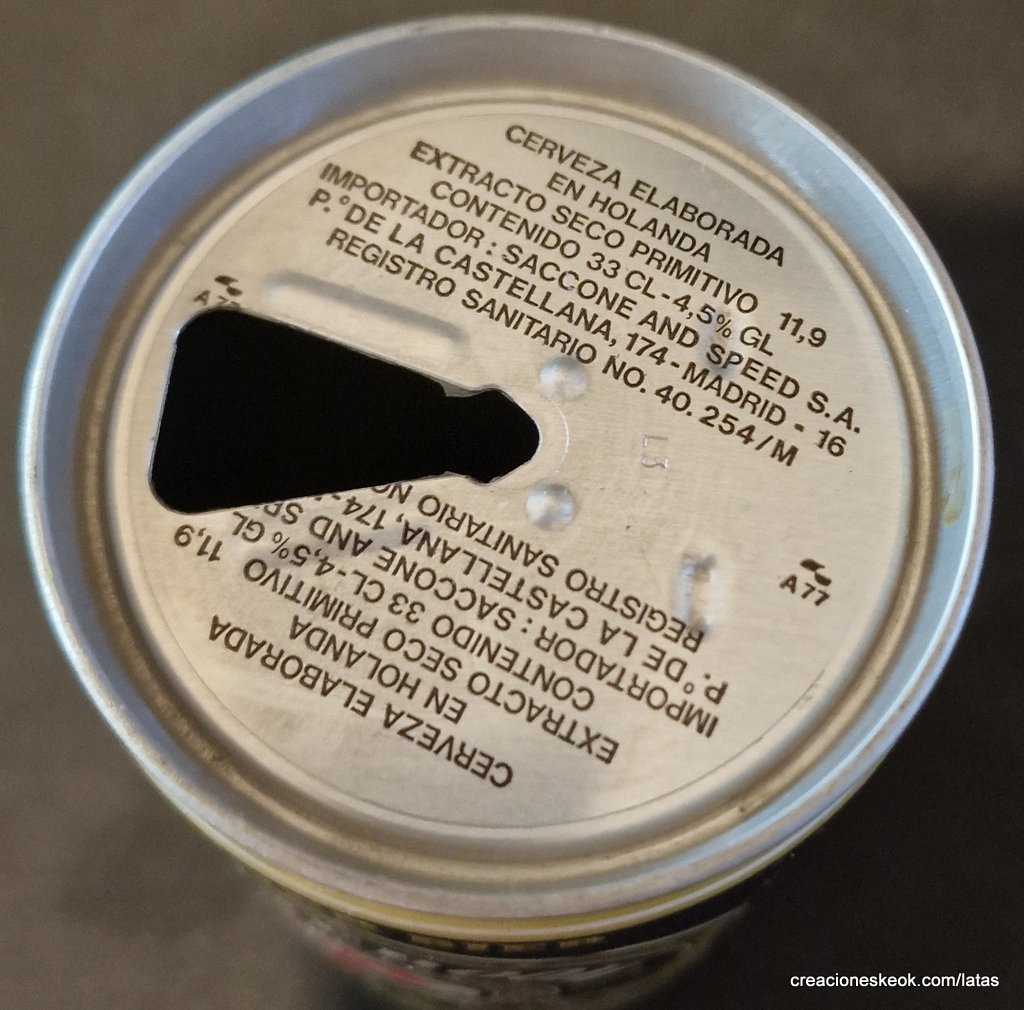 CERVEZA ELABORADA
EN HOLANDA
EXTRACTO SECO PRIMITIVO 11,9
CONTENIDO 33 CL-4,5% GL
IMPORTADOR : SACCONE AND SPEED S.A.
P.º DE LA CASTELLANA, 174-MADRID - 16
REGISTRO SANITARIO NO. 40. 254/M
A 77
L3
A 77
REGISTRO SANITARIO NO
P.º DE LA CASTELLANA, 174-
IMPORTADOR : SACCONE AND
CONTENIDO 33 CL-4,5% GL
EXTRACTO SECO PRIMITIVO 11,9
EN HOLANDA
CERVEZA ELABORADA
creacioneskeok.com/latas